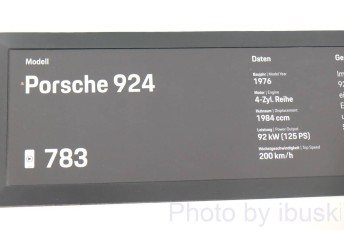 Modell
Porsche 924
783
Daten
Baujahr | Model Year
1976
Motor | Engine
4-Zyl. Reihe
Hubraum | Displacement
1984 ccm
Leistung | Power Output
92 kW (125 PS)
Höchstgeschwindigkeit | Top Speed
200 km/h
Photo by ibuski